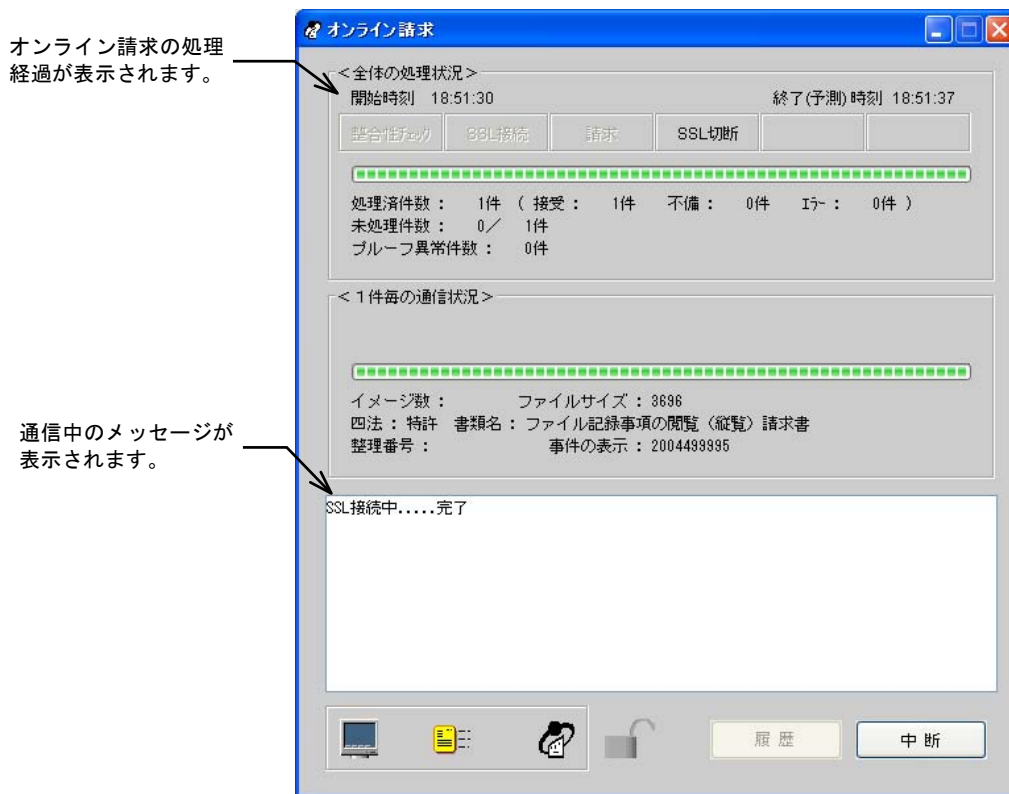 オンライン請求の処理
経過が表示されます。
オンライン請求
<全体の処理状況>
開始時刻 18:51:30 終了(予測)時刻 18:51:37
整合性ﾁｪｯｸ SSL接続 請求 SSL切断
処理済件数： 1件 （ 接受： 1件 不備： 0件 ｴﾗｰ： 0件 ）
未処理件数： 0／ 1件
プルーフ異常件数： 0件
<１件毎の通信状況>
イメージ数： ファイルサイズ：3696
四法：特許 書類名：ファイル記録事項の閲覧（縦覧）請求書
整理番号： 事件の表示：2004499995
通信中のメッセージが
表示されます。
SSL接続中.....完了
履歴 中断